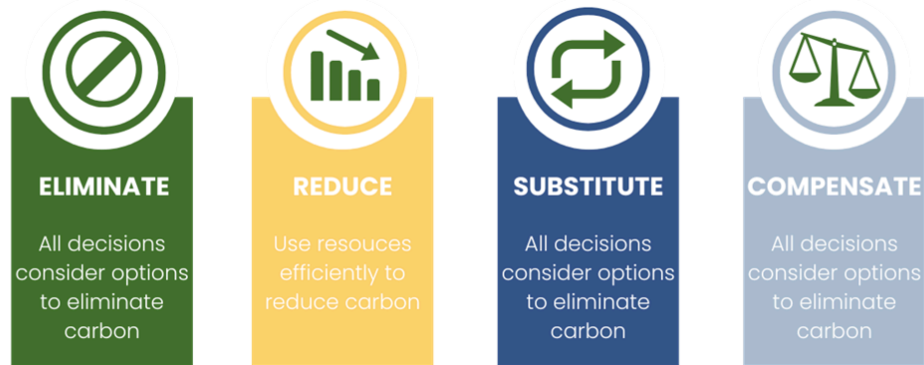 ELIMINATE
All decisions
consider options
to eliminate
carbon
REDUCE
Use resouces
efficiently to
reduce carbon
SUBSTITUTE
All decisions
consider options
to eliminate
carbon
COMPENSATE
All decisions
consider options
to eliminate
carbon